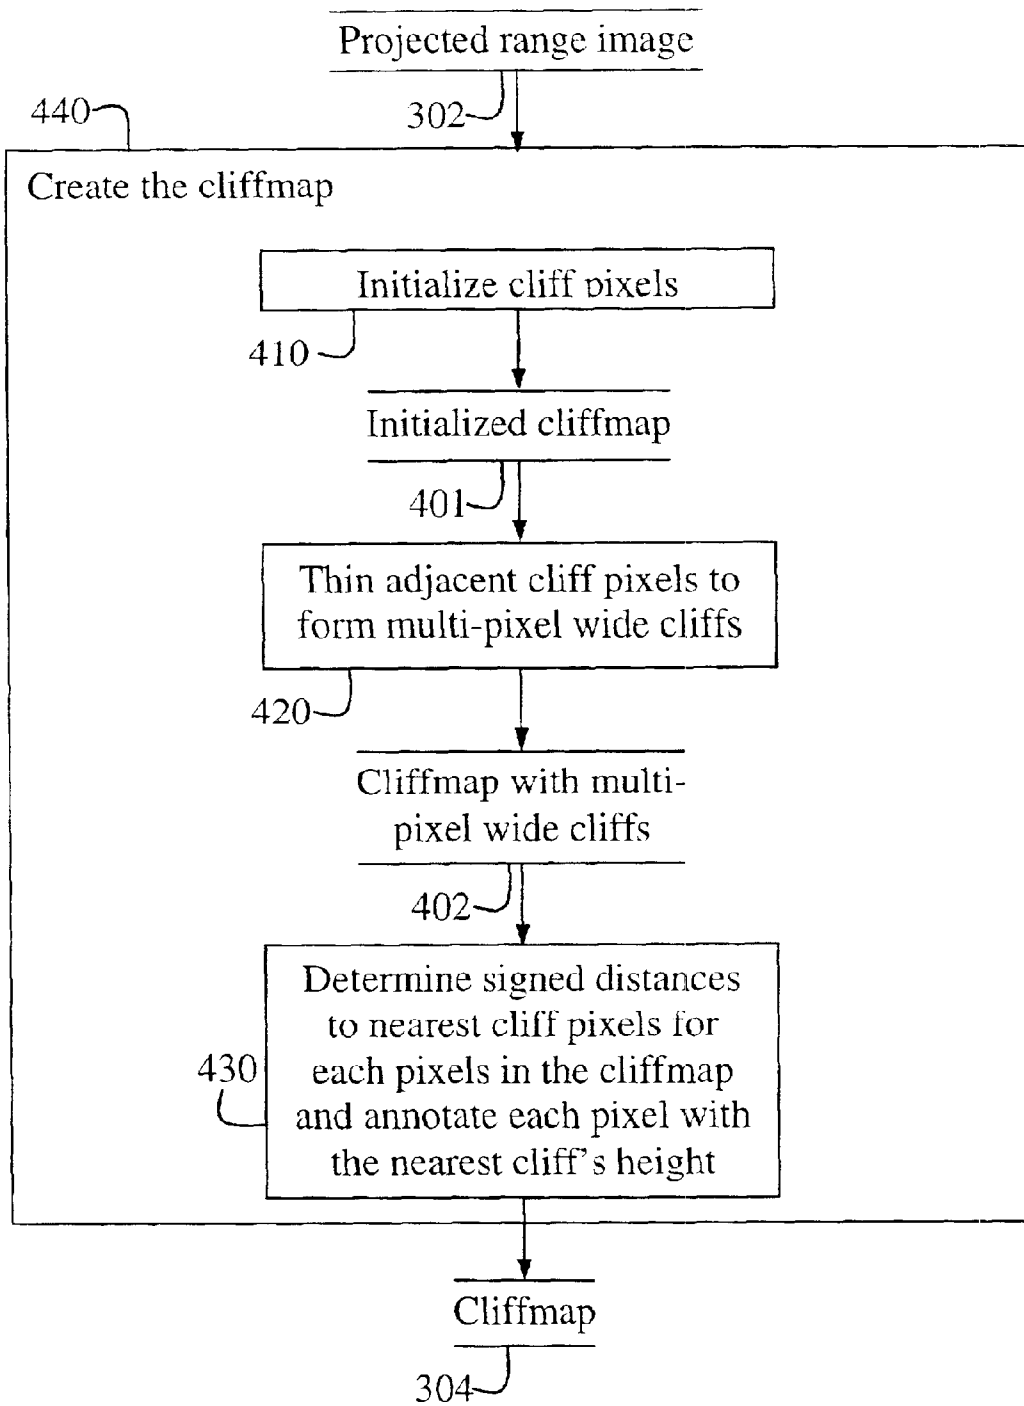 Projected range image
302
440
Create the cliffmap
Initialize cliff pixels
410
Initialized cliffmap
401
Thin adjacent cliff pixels to
form multi-pixel wide cliffs
420
Cliffmap with multi-
pixel wide cliffs
402
Determine signed distances
to nearest cliff pixels for
each pixels in the cliffmap
and annotate each pixel with
the nearest cliff's height
430
Cliffmap
304